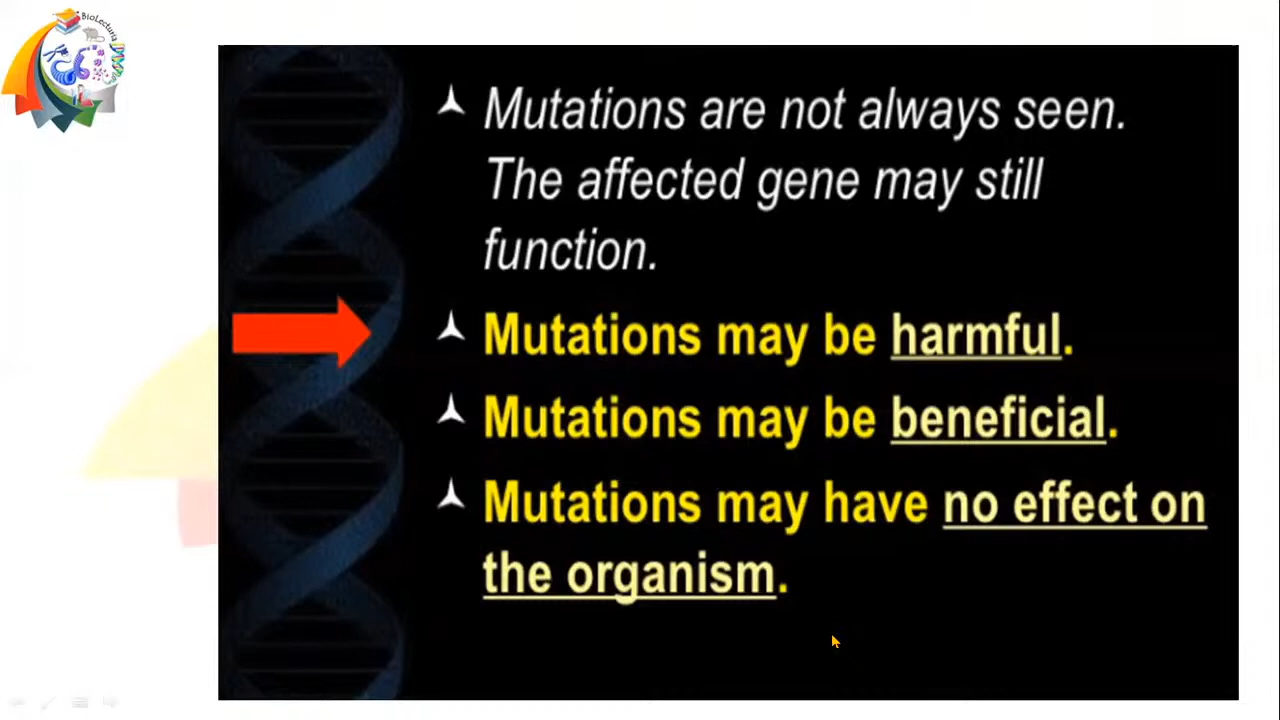 BioLecturia
Mutations are not always seen.
The affected gene may still
function.
Mutations may be harmful.
Mutations may be beneficial.
Mutations may have no effect on
the organism.